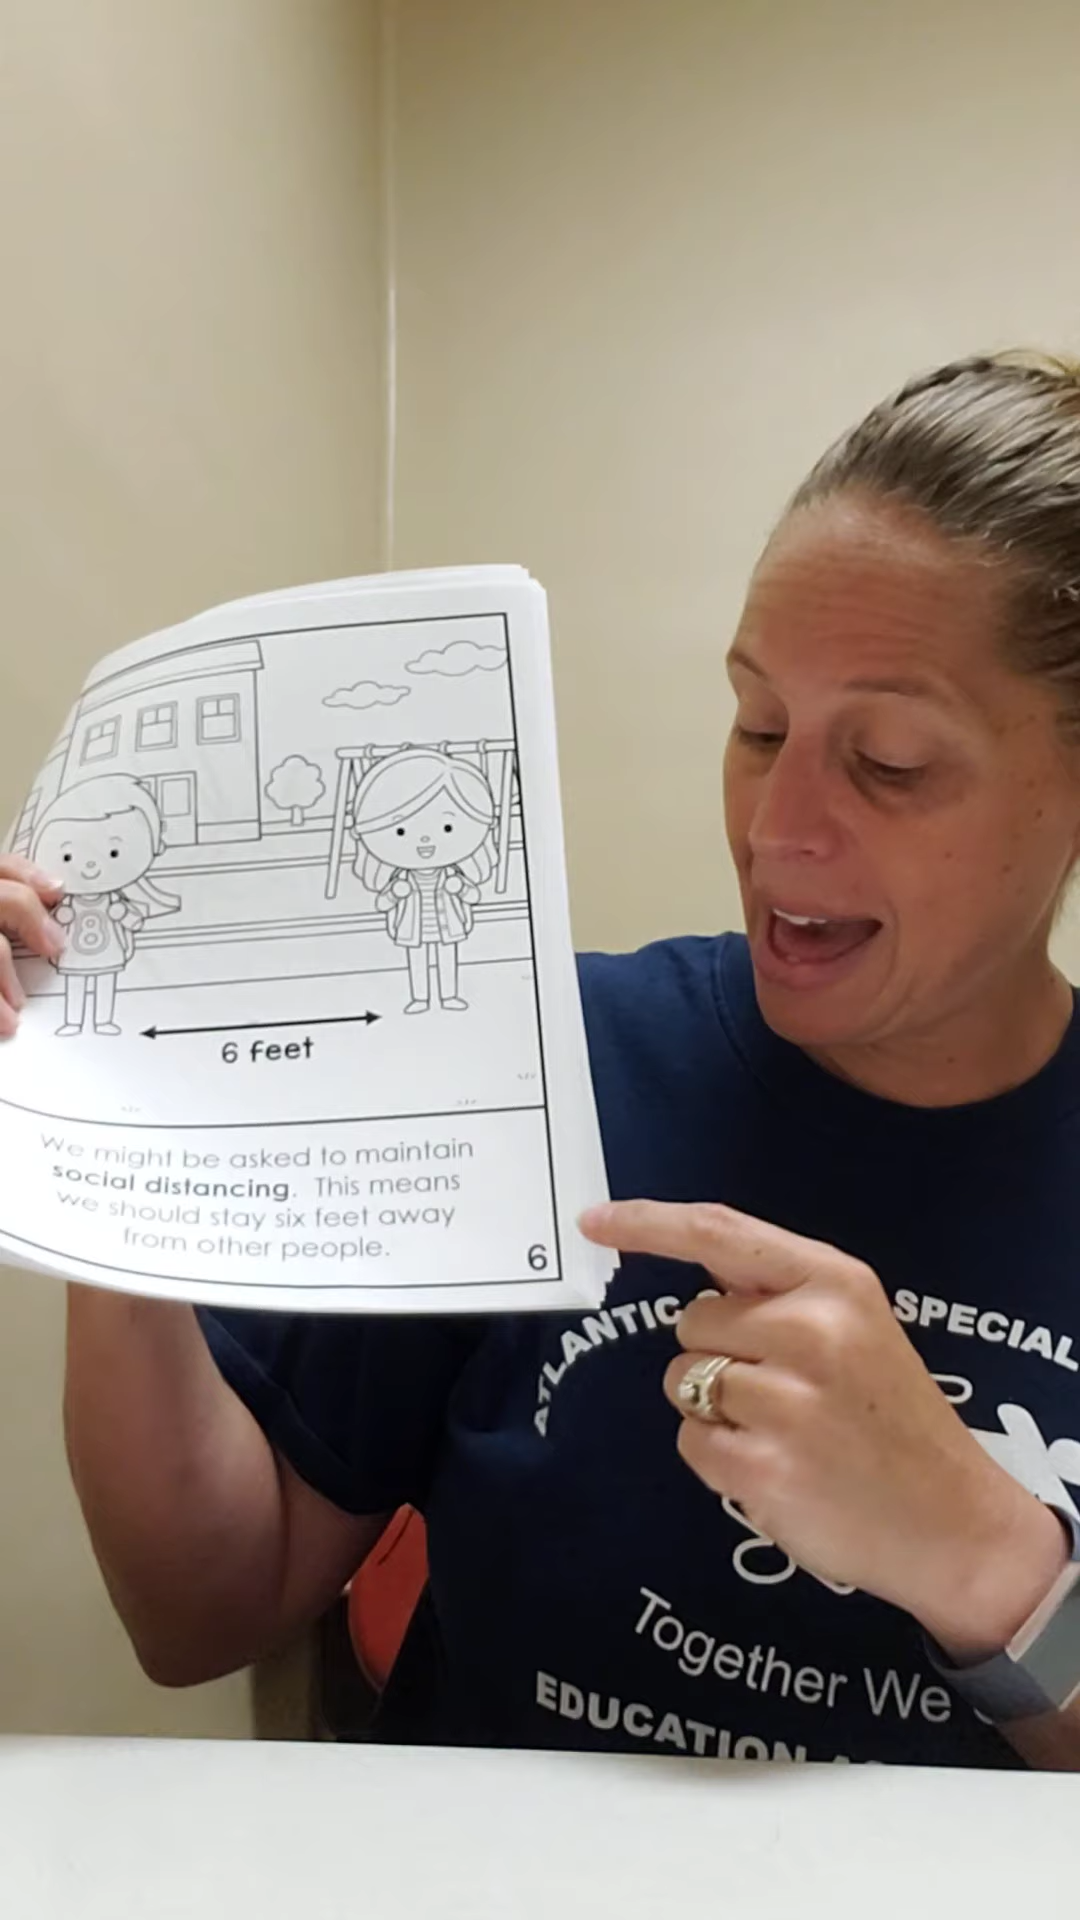 8
6 feet
We might be asked to maintain
social distancing. This means
we should stay six feet away
from other people.
6
ATLANTIC SPECIAL
Together We
EDUCATION